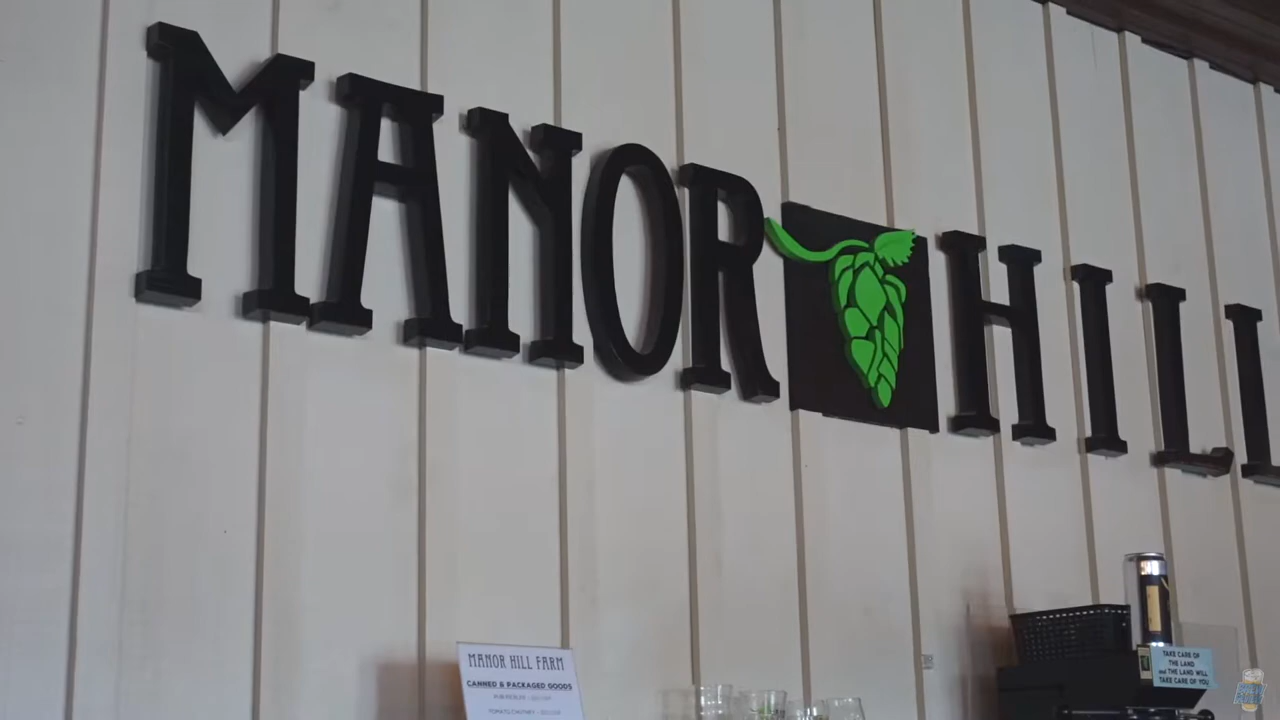 MANOR HILL
MANOR HILL FARM
CANNED & PACKAGED GOODS
TAKE CARE OF
THE LAND
and THE LAND WILL
TAKE CARE OF YOU